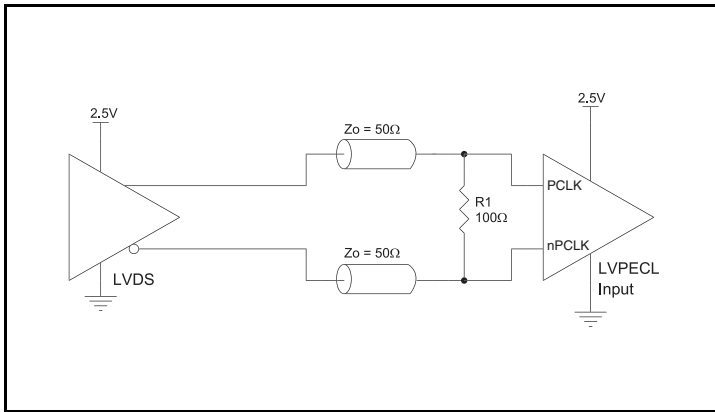 2.5V
2.5V
Zo = 50Ω
PCLK
R1
100Ω
Zo = 50Ω
nPCLK
LVDS
LVPECL
Input